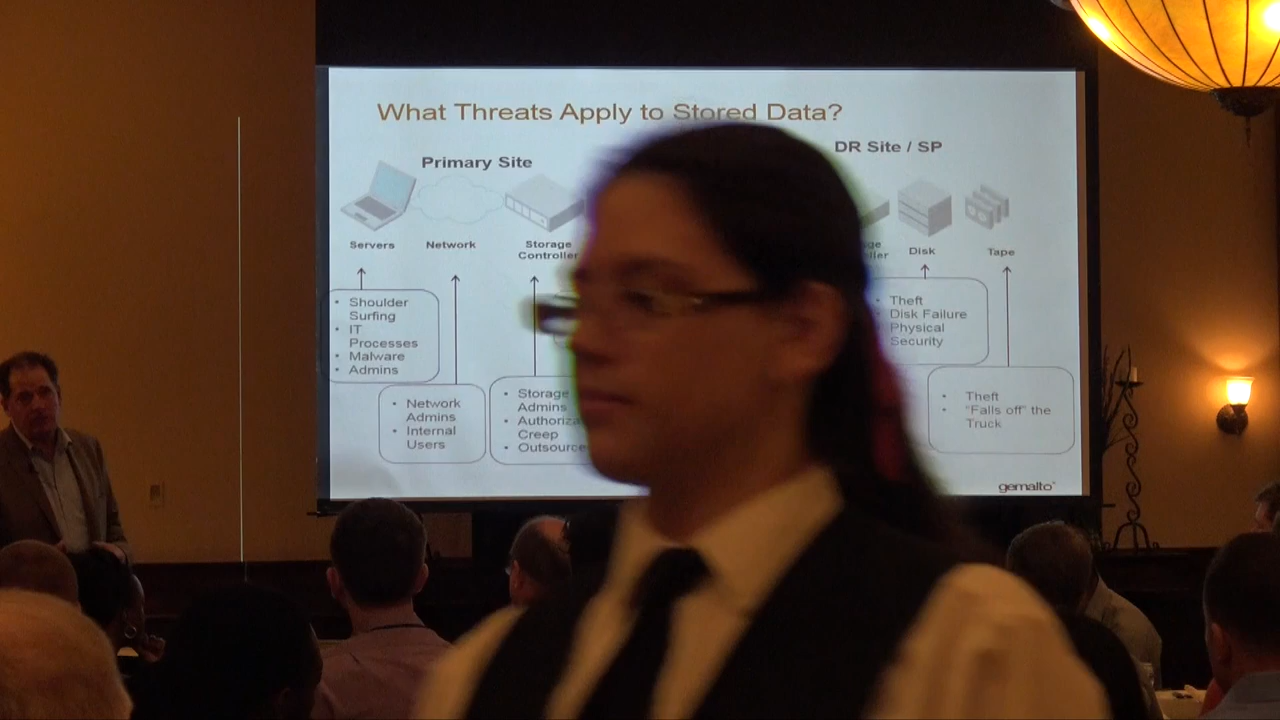 What Threats Apply to Stored Data?
Primary Site
DR Site / SP
Servers
Network
Storage
Controller
Disk
Tape
• Shoulder
Surfing
• IT
Processes
• Malware
• Admins
• Network
Admins
• Internal
Users
• Storage
Admins
Creep
• Theft
• Disk Failure
• Physical
Security
• Theft
• "Falls off" the
Truck
gemalto